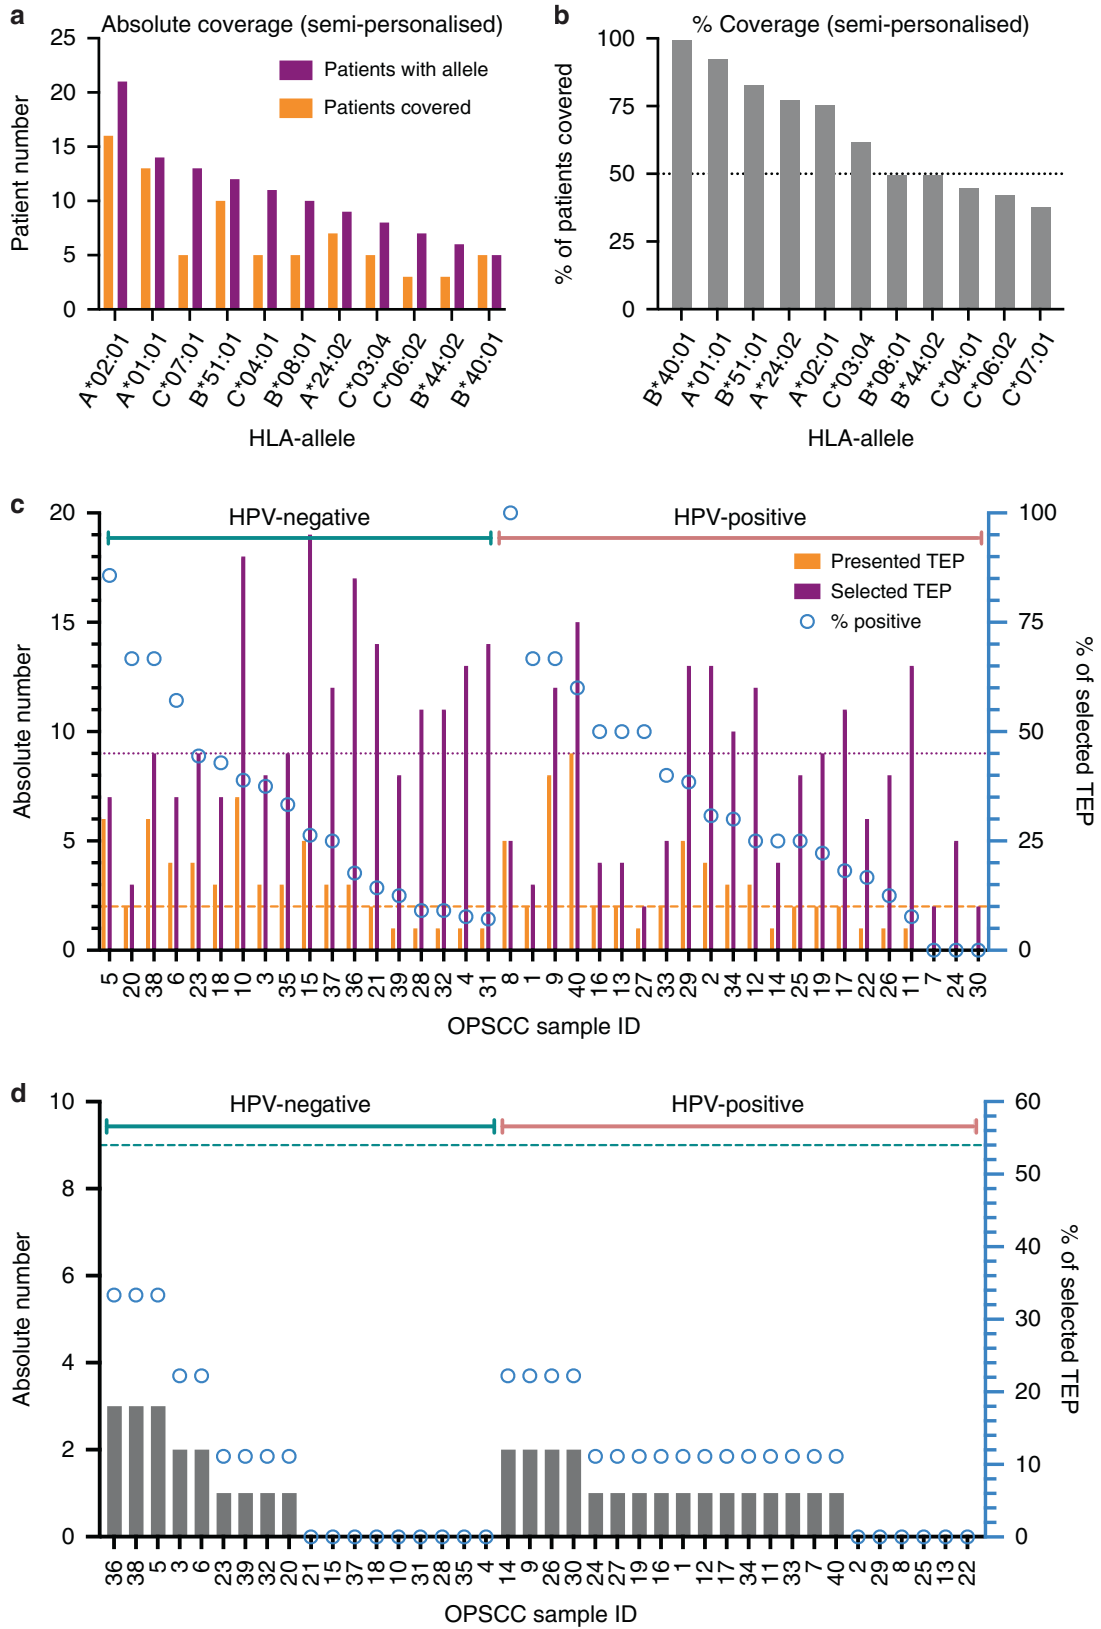 a
Absolute coverage (semi-personalised)
25
20
15
10
5
0
Patient number
Patients with allele
Patients covered
A*02:01
A*01:01
C*07:01
B*51:01
C*04:01
B*08:01
A*24:02
C*03:04
C*06:02
B*44:02
B*40:01
HLA-allele
b
% Coverage (semi-personalised)
100
75
50
25
0
% of patients covered
B*40:01
A*01:01
B*51:01
A*24:02
A*02:01
C*03:04
B*08:01
B*44:02
C*04:01
C*06:02
C*07:01
HLA-allele
c
HPV-negative
HPV-positive
20
15
10
5
0
Absolute number
Presented TEP
Selected TEP
% positive
100
75
50
25
0
% of selected TEP
5
20
38
6
23
18
10
3
35
15
37
36
21
39
28
32
4
31
8
1
9
40
16
13
27
33
29
2
34
12
14
25
19
17
22
26
11
7
24
30
OPSCC sample ID
d
HPV-negative
HPV-positive
10
8
6
4
2
0
Absolute number
60
50
40
30
20
10
0
% of selected TEP
36
38
5
3
6
23
39
32
20
21
15
37
18
10
31
28
35
4
14
9
26
30
24
27
19
16
1
12
17
34
11
33
7
40
2
29
8
25
13
22
OPSCC sample ID